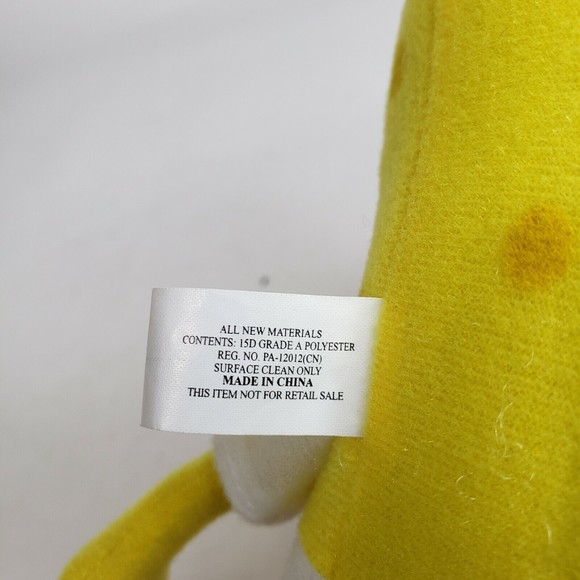 ALL NEW MATERIALS
CONTENTS: 15D GRADE A POLYESTER
REG. NO. PA-12012(CN)
SURFACE CLEAN ONLY
MADE IN CHINA
THIS ITEM NOT FOR RETAIL SALE